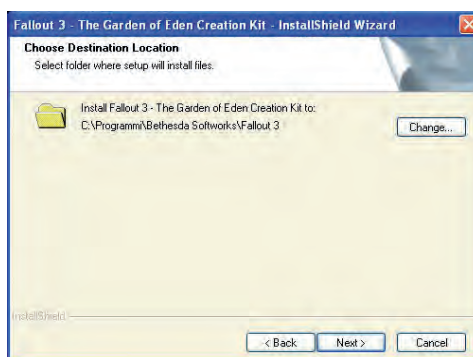 Fallout 3 - The Garden of Eden Creation Kit - InstallShield Wizard
Choose Destination Location
Select folder where setup will install files.
Install Fallout 3 - The Garden of Eden Creation Kit to:
C:\Programmi\Bethesda Softworks\Fallout 3
Change...
InstallShield
< Back Next > Cancel